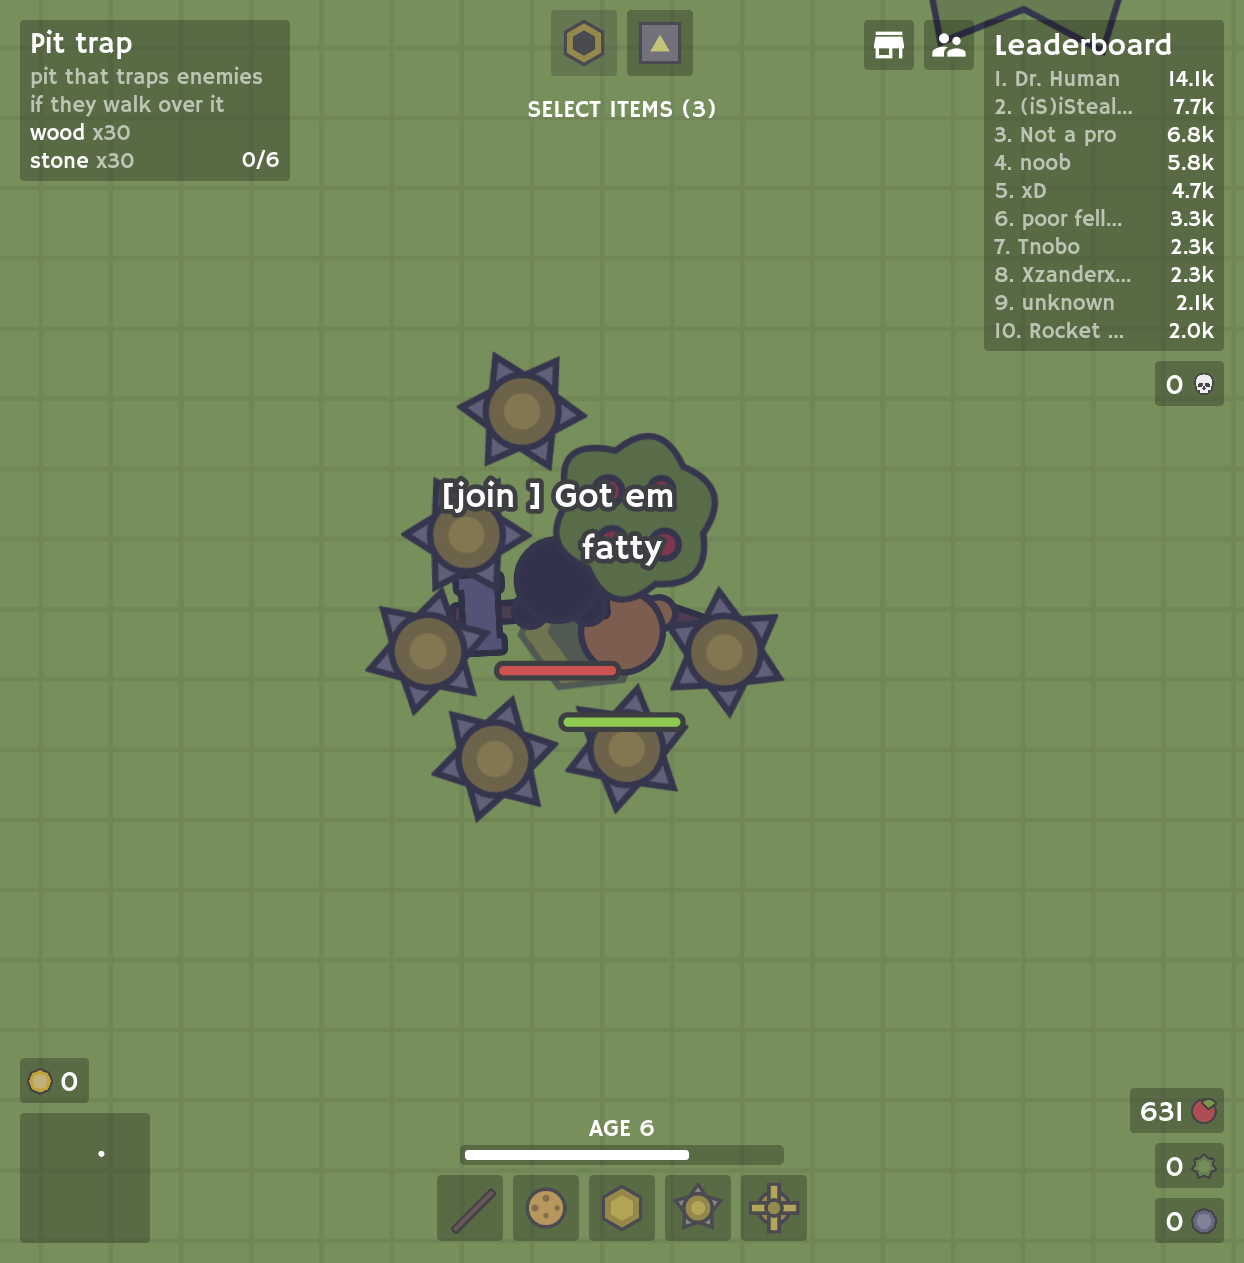 Pit trap
pit that traps enemies
if they walk over it
wood x30
stone x30 0/6
SELECT ITEMS (3)
Leaderboard
1. Dr. Human 14.1k
2. (iS)iSteal... 7.7k
3. Not a pro 6.8k
4. noob 5.8k
5. xD 4.7k
6. poor fell... 3.3k
7. Tnobo 2.3k
8. Xzanderx... 2.3k
9. unknown 2.1k
10. Rocket ... 2.0k
0
[join ] Got em
fatty
0
AGE 6
631
0
0